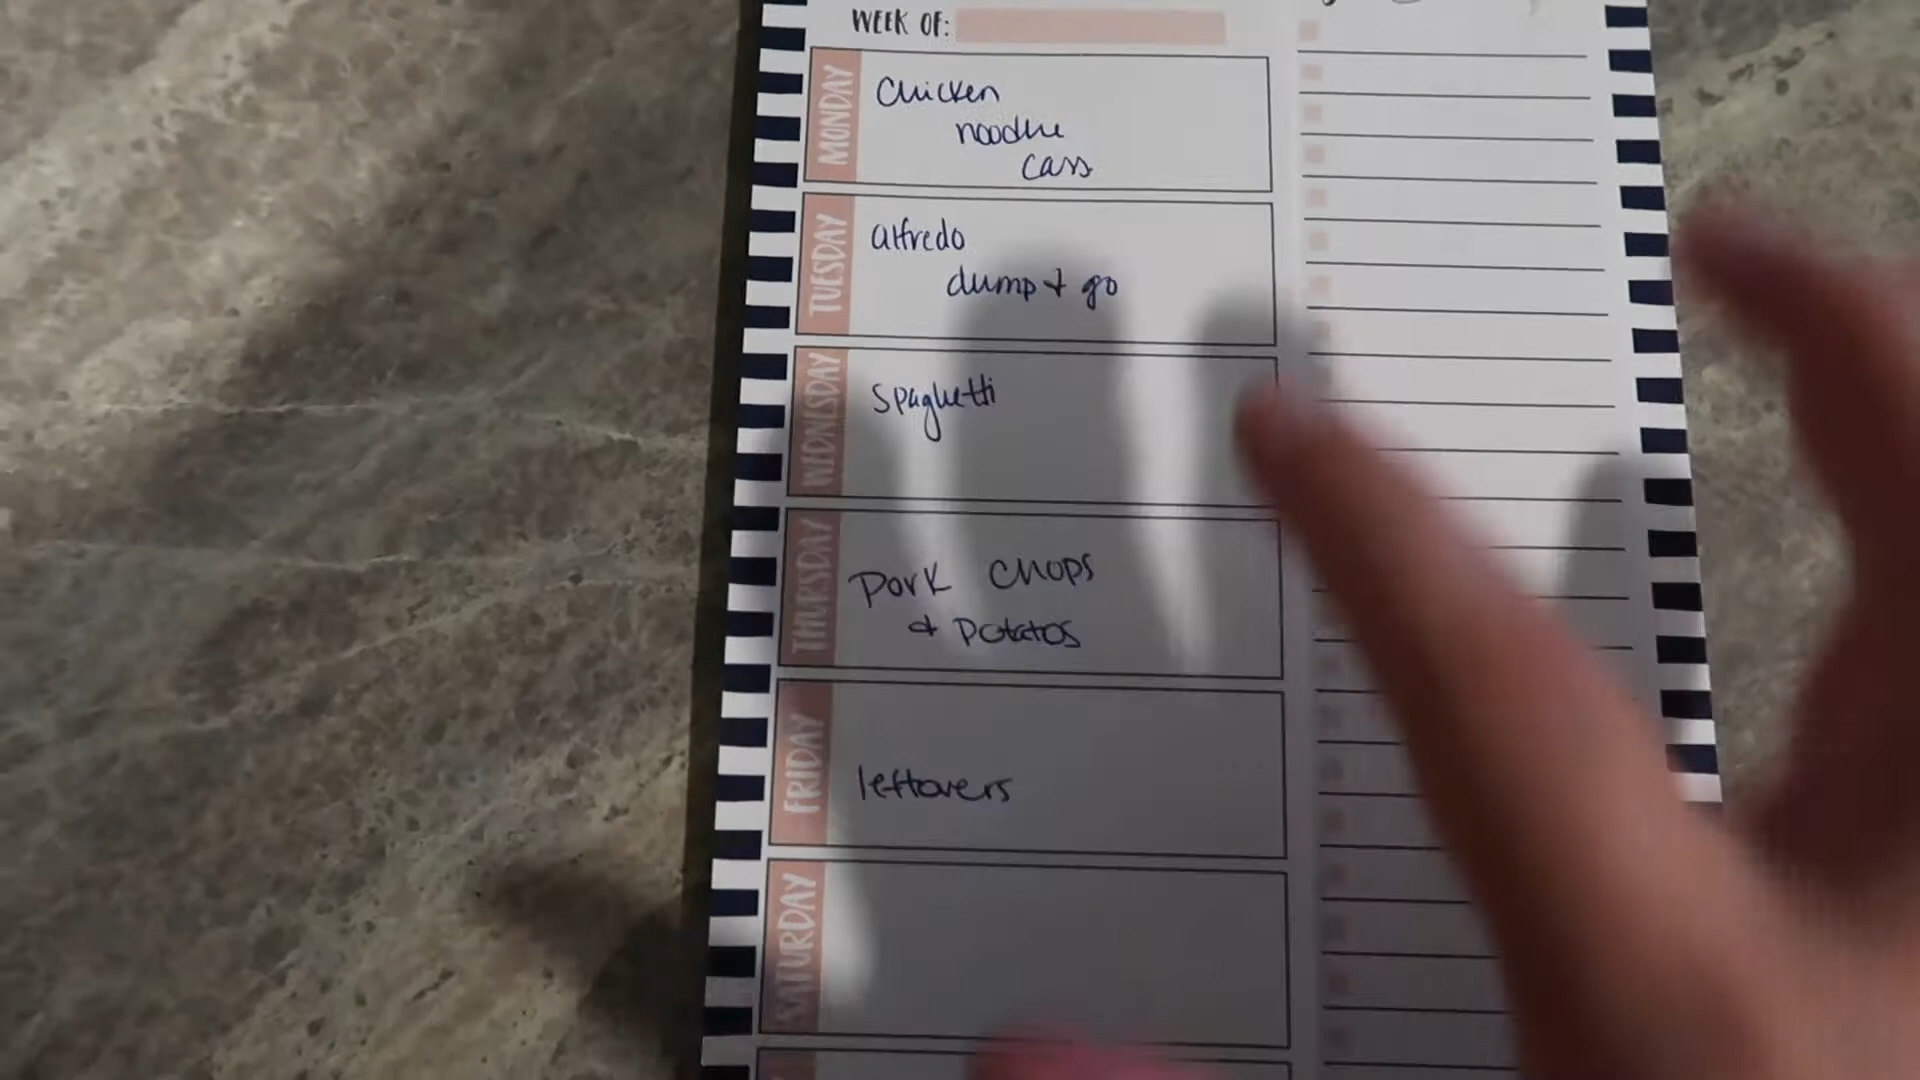 WEEK OF:
MONDAY
Chicken
noodle
cass
TUESDAY
alfredo
dump & go
WEDNESDAY
Spaghetti
THURSDAY
Pork Chops
& Potatos
FRIDAY
leftovers
SATURDAY